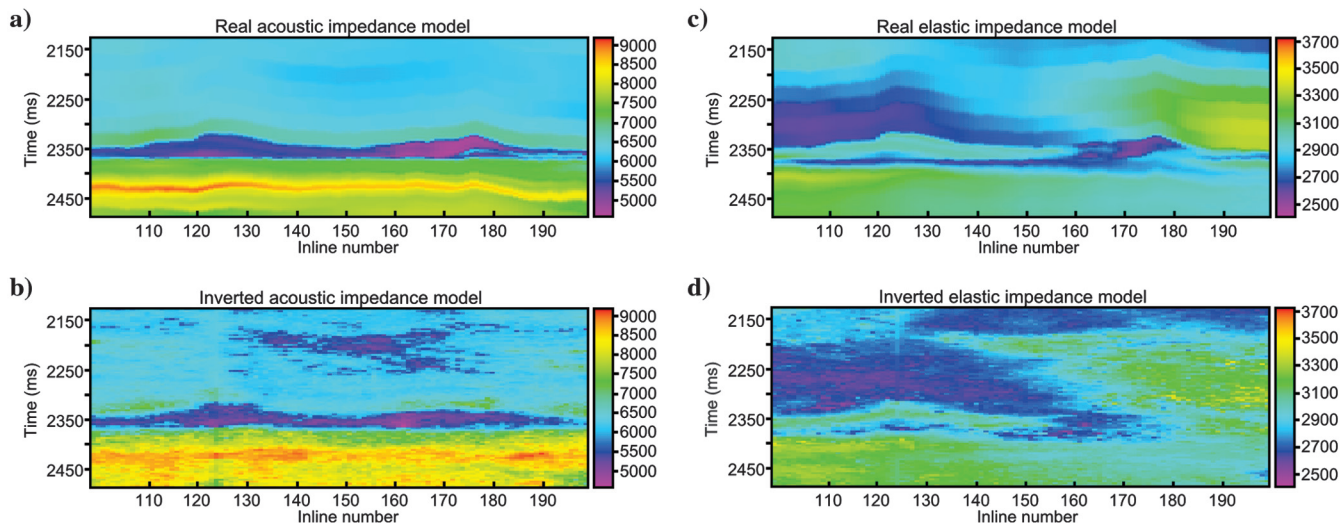 a)
Real acoustic impedance model
2150
2250
2350
2450
Time (ms)
110 120 130 140 150 160 170 180 190
Inline number
9000
8500
8000
7500
7000
6500
6000
5500
5000
c)
Real elastic impedance model
2150
2250
2350
2450
Time (ms)
110 120 130 140 150 160 170 180 190
Inline number
3700
3500
3300
3100
2900
2700
2500
b)
Inverted acoustic impedance model
2150
2250
2350
2450
Time (ms)
110 120 130 140 150 160 170 180 190
Inline number
9000
8500
8000
7500
7000
6500
6000
5500
5000
d)
Inverted elastic impedance model
2150
2250
2350
2450
Time (ms)
110 120 130 140 150 160 170 180 190
Inline number
3700
3500
3300
3100
2900
2700
2500